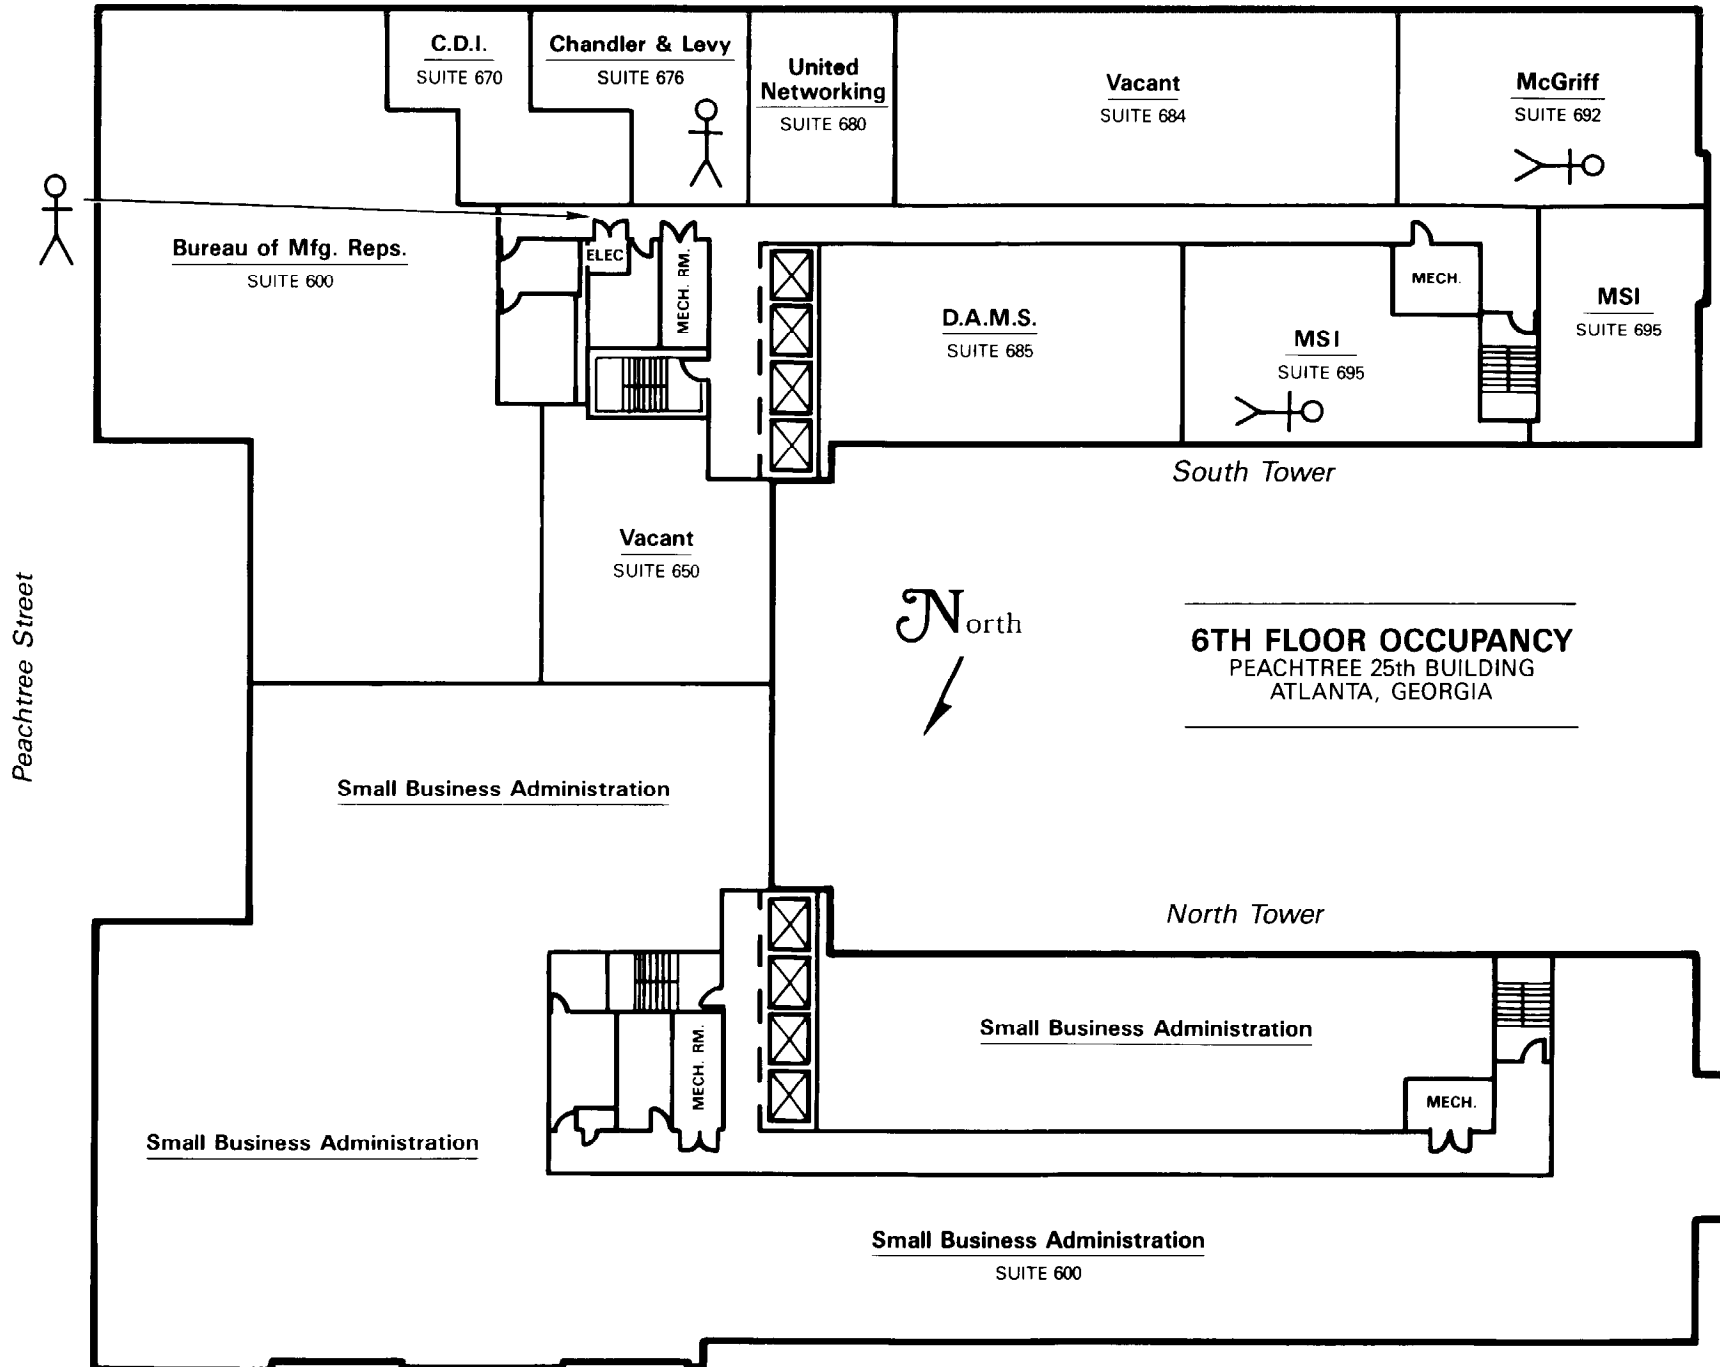 C.D.I.
SUITE 670
Chandler & Levy
SUITE 676
United
Networking
SUITE 680
Vacant
SUITE 684
McGriff
SUITE 692
Bureau of Mfg. Reps.
SUITE 600
ELEC
MECH. RM.
D.A.M.S.
SUITE 685
MSI
SUITE 695
MECH.
MSI
SUITE 695
South Tower
Vacant
SUITE 650
Peachtree Street
North
6TH FLOOR OCCUPANCY
PEACHTREE 25th BUILDING
ATLANTA, GEORGIA
Small Business Administration
North Tower
Small Business Administration
MECH. RM.
MECH.
Small Business Administration
Small Business Administration
SUITE 600